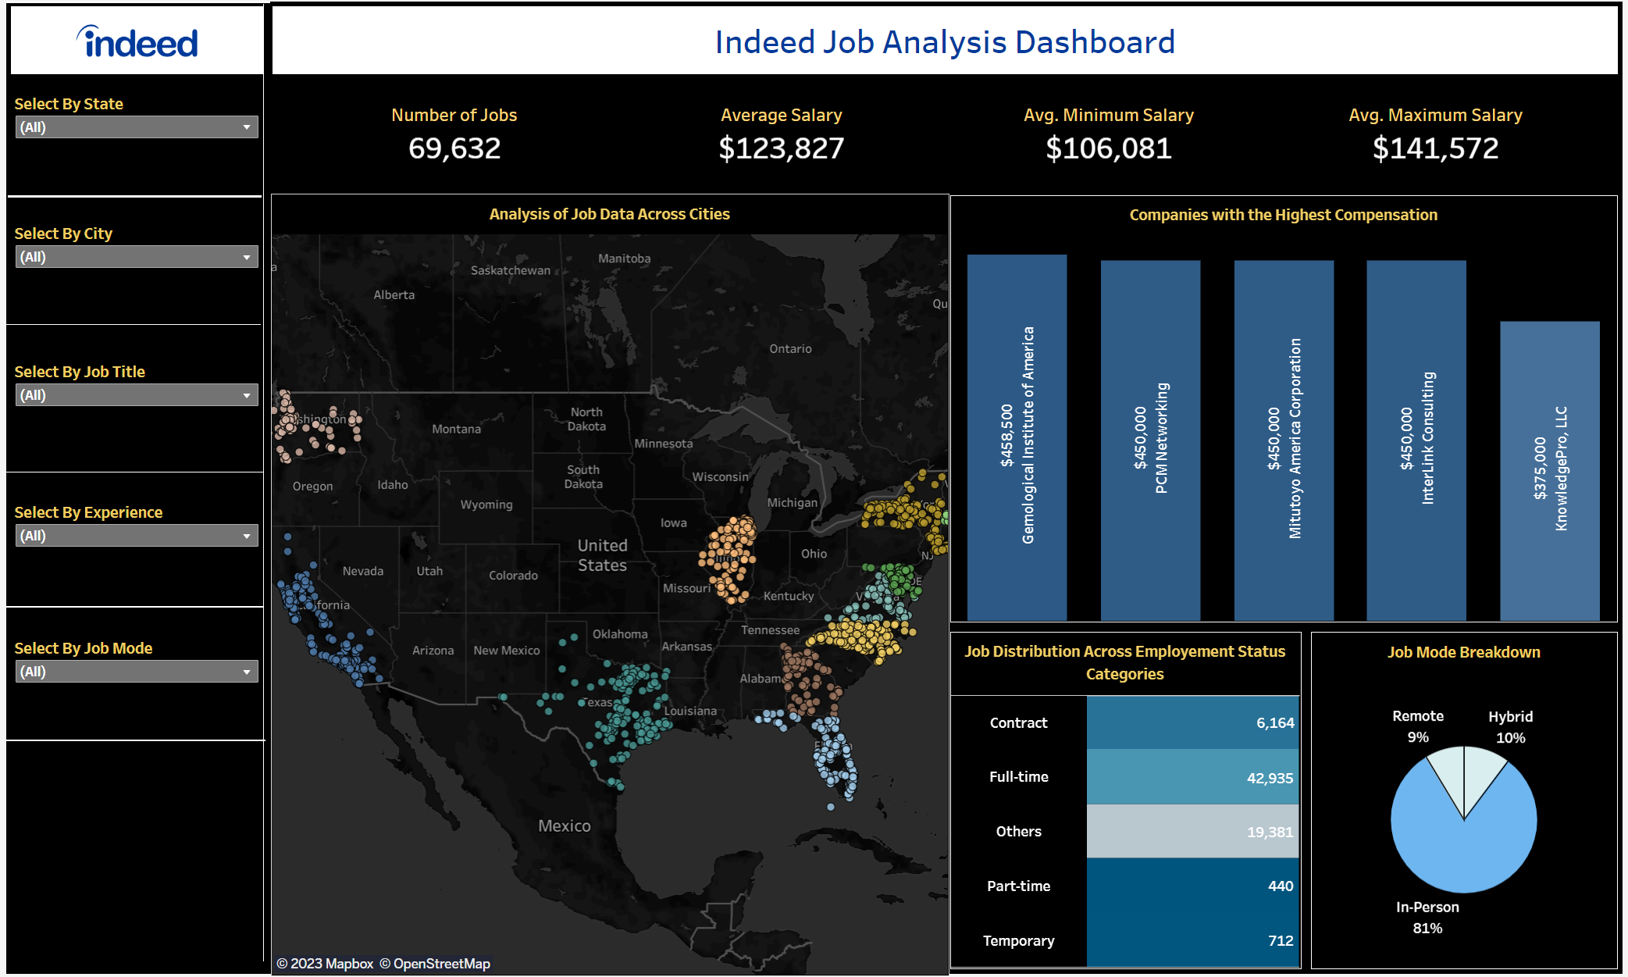 indeed
Indeed Job Analysis Dashboard
Select By State
(All)
Select By City
(All)
Select By Job Title
(All)
Select By Experience
(All)
Select By Job Mode
(All)
Number of Jobs
69,632
Average Salary
$123,827
Avg. Minimum Salary
$106,081
Avg. Maximum Salary
$141,572
Analysis of Job Data Across Cities
Manitoba
Saskatchewan
Alberta
Ontario
North
Dakota
Montana
Minnesota
South
Dakota
Wisconsin
Oregon
Idaho
Wyoming
Michigan
Iowa
United
States
Ohio
Nevada
Utah
Colorado
Missouri
Kentucky
Oklahoma
Tennessee
Arizona
New Mexico
Arkansas
Louisiana
Mexico
© 2023 Mapbox © OpenStreetMap
Companies with the Highest Compensation
$458,500
Gemological Institute of America
$450,000
PCM Networking
$450,000
Mitutoyo America Corporation
$450,000
InterLink Consulting
$375,000
KnowledgePro, LLC
Job Distribution Across Employement Status
Categories
Contract 6,164
Full-time 42,935
Others 19,381
Part-time 440
Temporary 712
Job Mode Breakdown
Remote
9%
Hybrid
10%
In-Person
81%